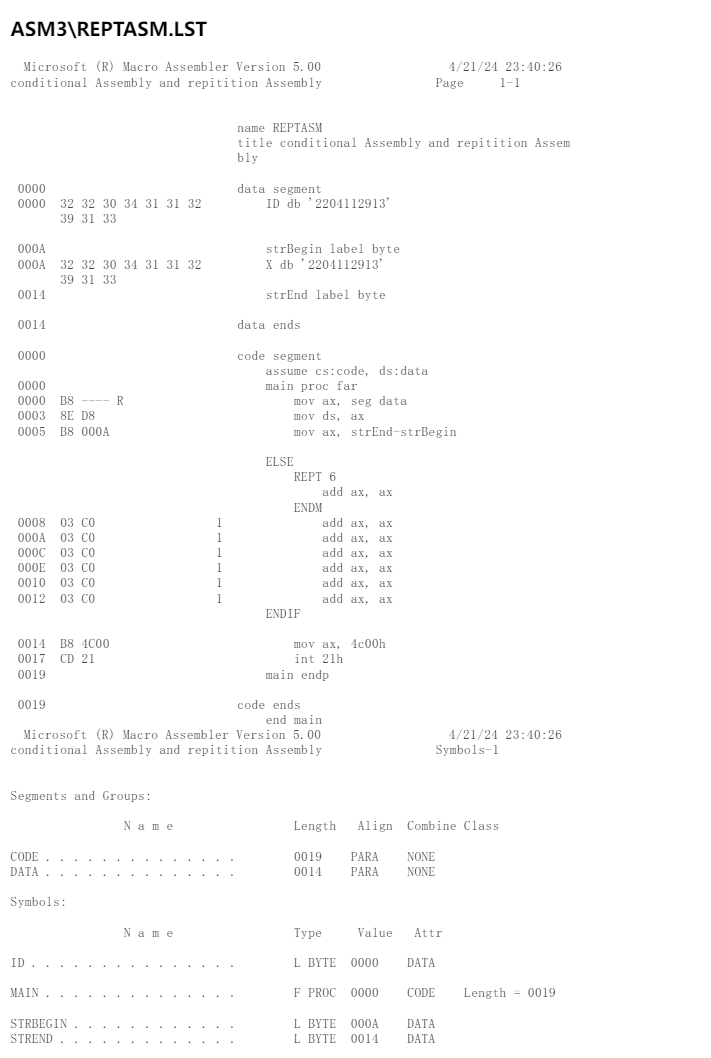 ASM3\REPTASM.LST
Microsoft (R) Macro Assembler Version 5.00 4/21/24 23:40:26
conditional Assembly and repitition Assembly Page 1-1
name REPTASM
title conditional Assembly and repitition Assem
bly
0000 data segment
0000 32 32 30 34 31 31 32 ID db '2204112913'
39 31 33
000A strBegin label byte
000A 32 32 30 34 31 31 32 X db '2204112913'
39 31 33
0014 strEnd label byte
0014 data ends
0000 code segment
assume cs:code, ds:data
0000 main proc far
0000 B8 ---- R mov ax, seg data
0003 8E D8 mov ds, ax
0005 B8 000A mov ax, strEnd-strBegin
ELSE
REPT 6
add ax, ax
ENDM
0008 03 C0 1 add ax, ax
000A 03 C0 1 add ax, ax
000C 03 C0 1 add ax, ax
000E 03 C0 1 add ax, ax
0010 03 C0 1 add ax, ax
0012 03 C0 1 add ax, ax
ENDIF
0014 B8 4C00 mov ax, 4c00h
0017 CD 21 int 21h
0019 main endp
0019 code ends
end main
Microsoft (R) Macro Assembler Version 5.00 4/21/24 23:40:26
conditional Assembly and repitition Assembly Symbols-1
Segments and Groups:
N a m e Length Align Combine Class
CODE . . . . . . . . . . . . . . 0019 PARA NONE
DATA . . . . . . . . . . . . . . 0014 PARA NONE
Symbols:
N a m e Type Value Attr
ID . . . . . . . . . . . . . . . L BYTE 0000 DATA
MAIN . . . . . . . . . . . . . . F PROC 0000 CODE Length = 0019
STRBEGIN . . . . . . . . . . . . L BYTE 000A DATA
STREND . . . . . . . . . . . . . L BYTE 0014 DATA